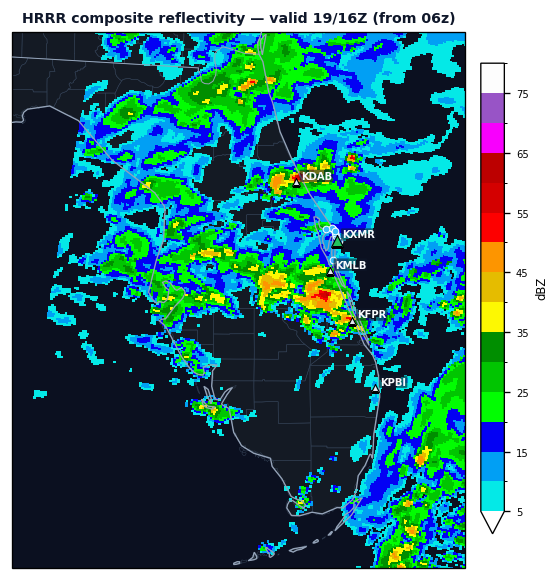 HRRR composite reflectivity — valid 19/16Z (from 06z)
KDAB
KXMR
KMLB
KFPR
KPBI
75
65
55
45
35
25
15
5
dBZ